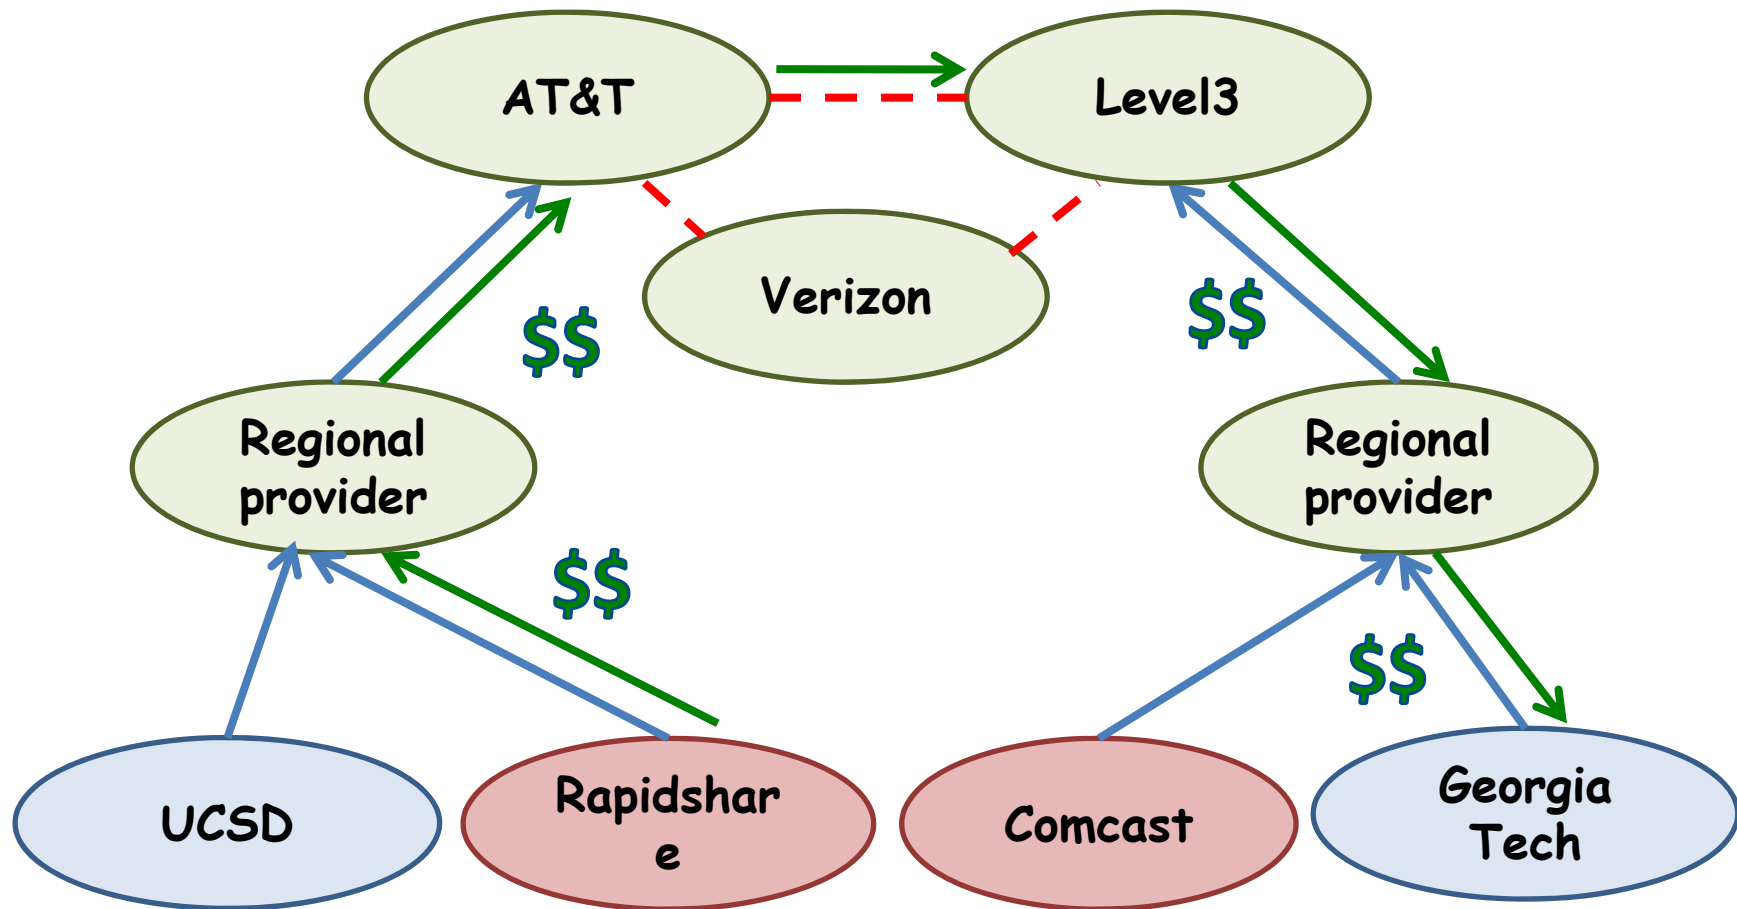 AT&T
Level3
Verizon
$$
$$
Regional
provider
Regional
provider
$$
$$
UCSD
Rapidshar
e
Comcast
Georgia
Tech